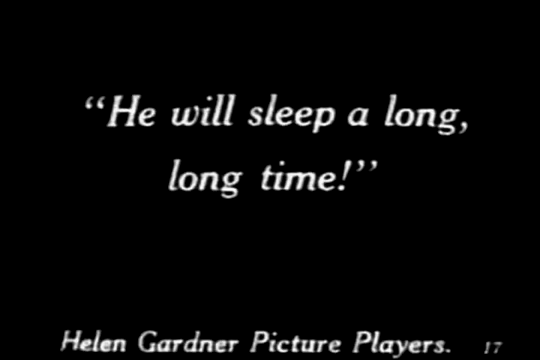 “He will sleep a long,
long time!”
Helen Gardner Picture Players. 17